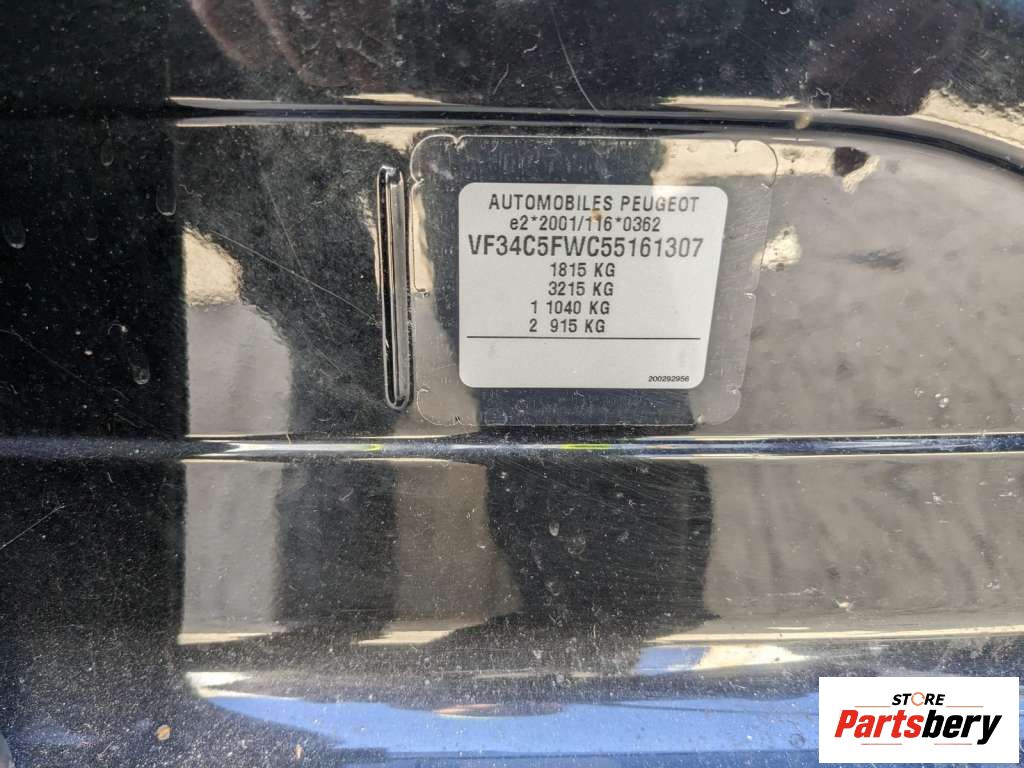 AUTOMOBILES PEUGEOT
e2*2001/116*0362
VF34C5FWC55161307
1815 KG
3215 KG
1 1040 KG
2 915 KG
200292956
STORE
Partsbery